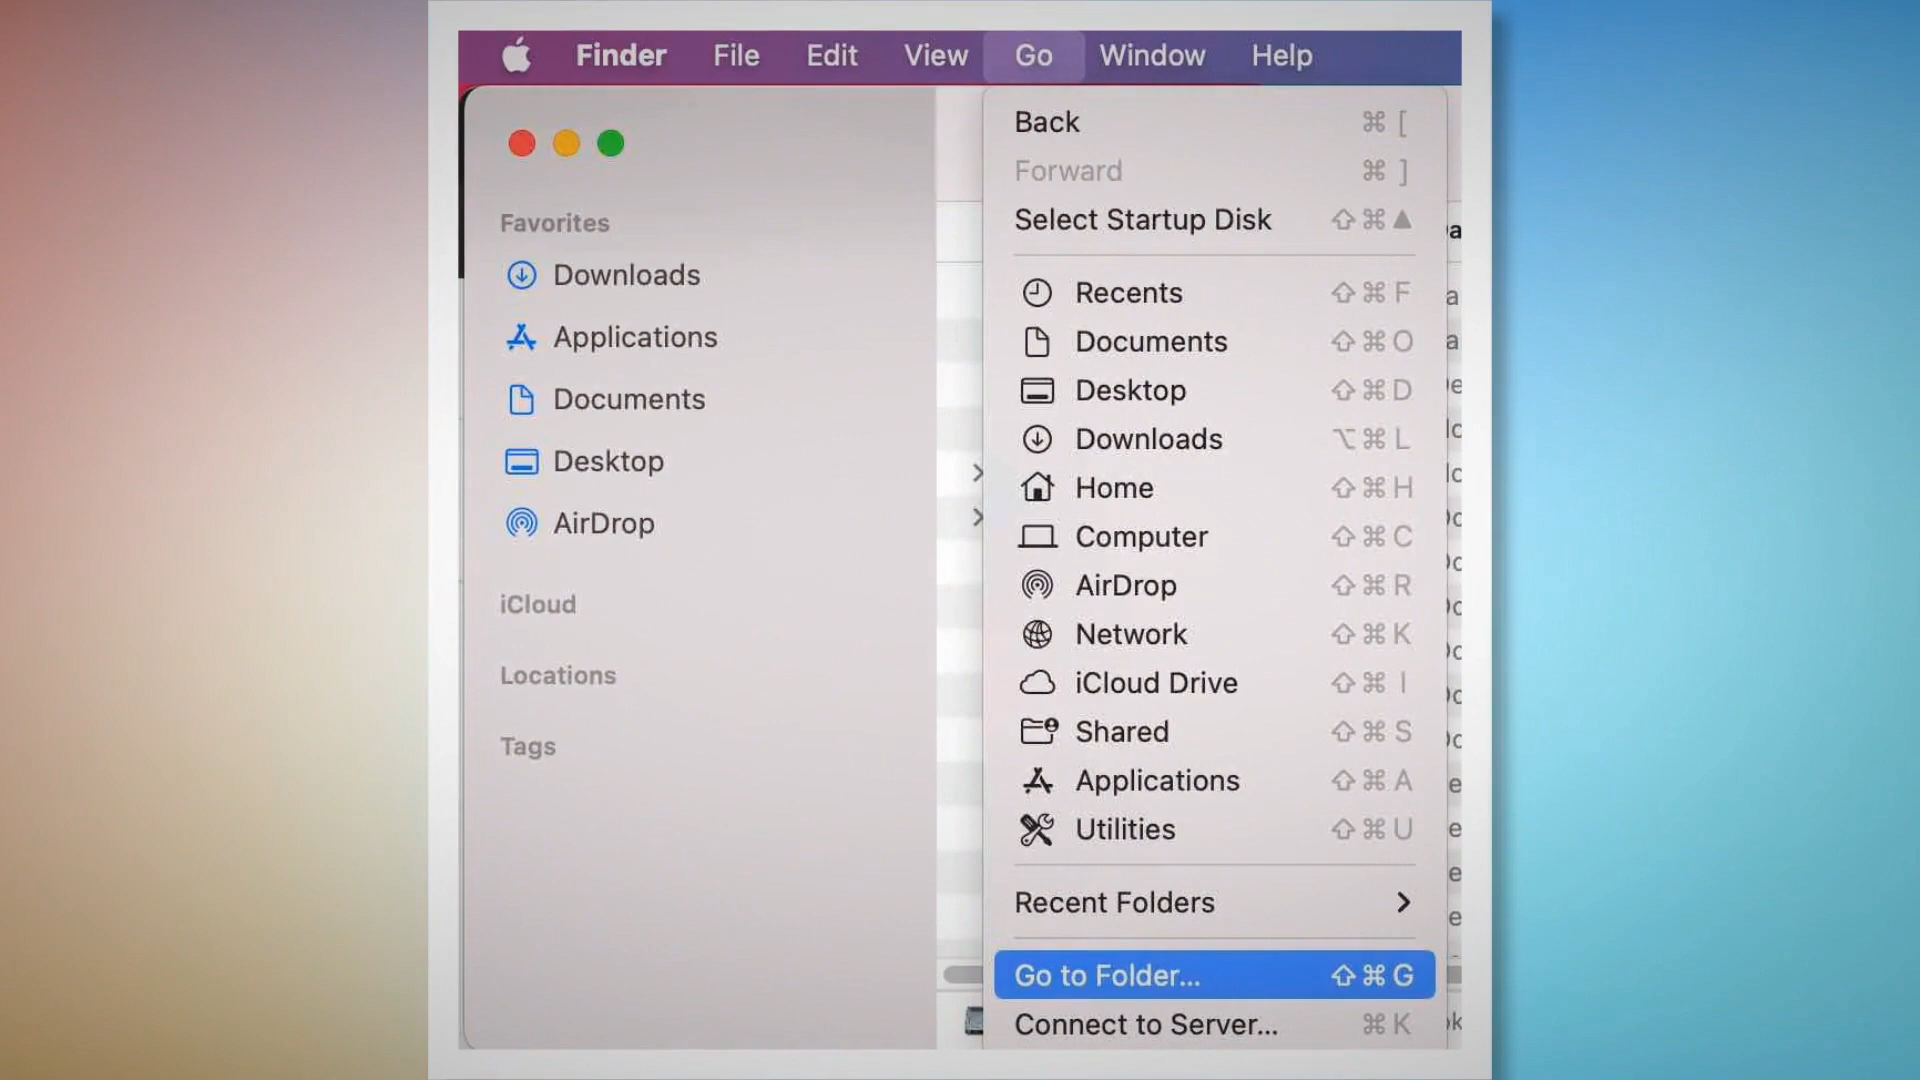 Finder File Edit View Go Window Help
Favorites
Downloads
Applications
Documents
Desktop
AirDrop
iCloud
Locations
Tags
Back ⌘ [
Forward ⌘ ]
Select Startup Disk ⇧⌘▲
Recents ⇧⌘F
Documents ⇧⌘O
Desktop ⇧⌘D
Downloads ⌥⌘L
Home ⇧⌘H
Computer ⇧⌘C
AirDrop ⇧⌘R
Network ⇧⌘K
iCloud Drive ⇧⌘I
Shared ⇧⌘S
Applications ⇧⌘A
Utilities ⇧⌘U
Recent Folders
Go to Folder... ⇧⌘G
Connect to Server... ⌘K